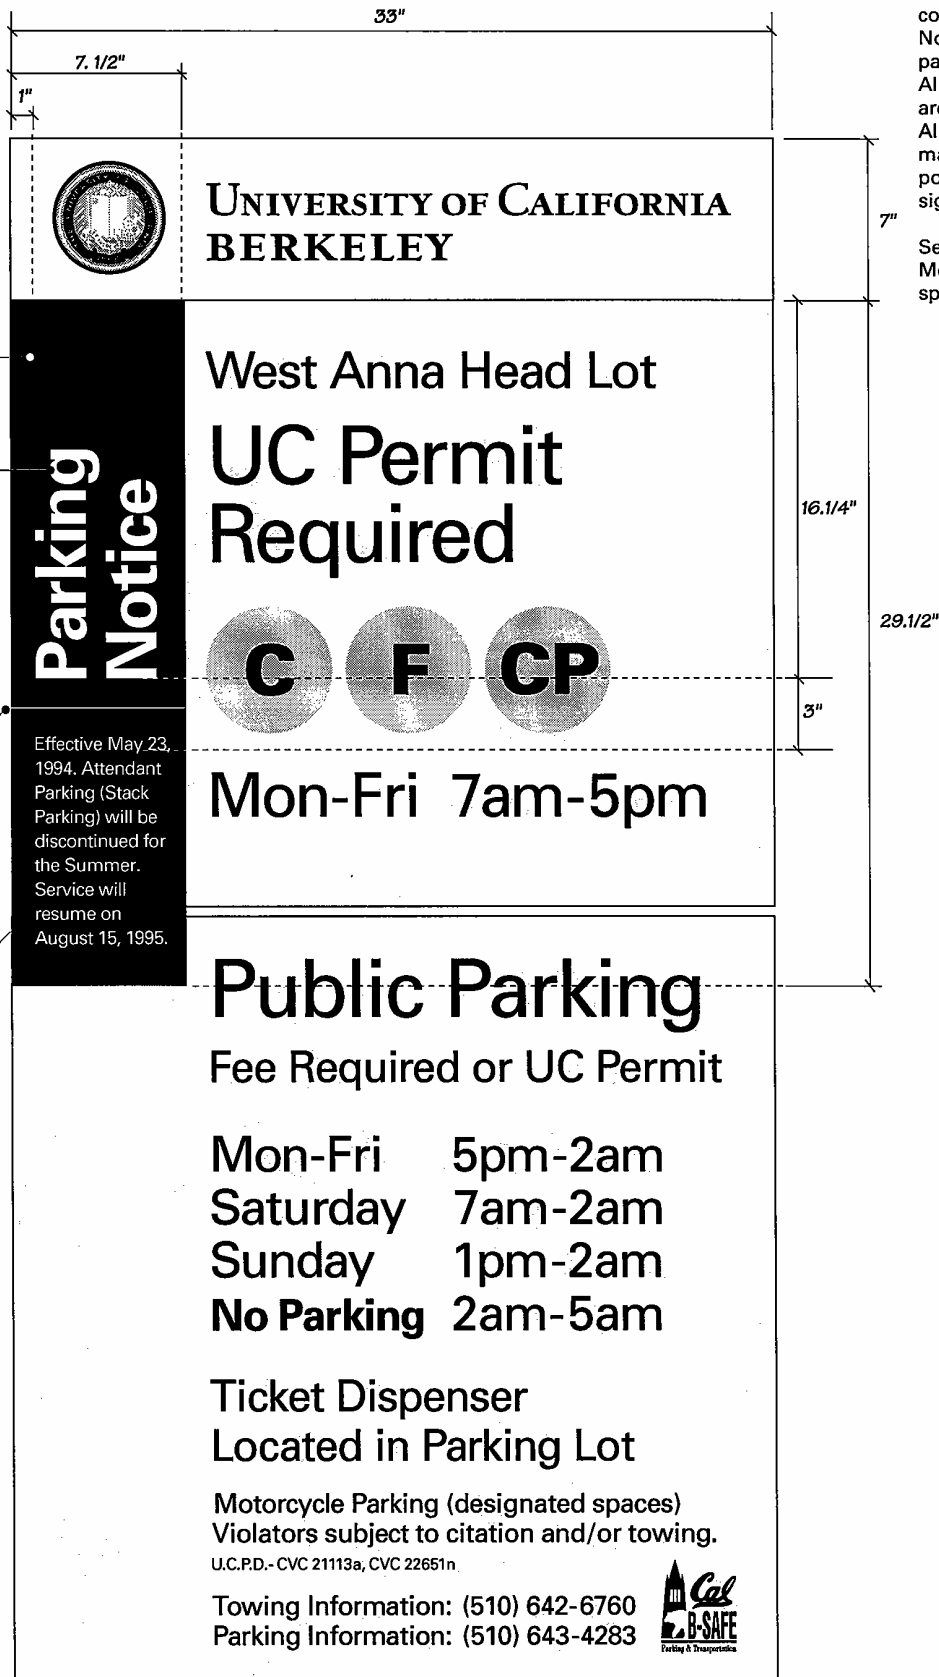 33"
7. 1/2"
1"
UNIVERSITY OF CALIFORNIA
BERKELEY
7"
West Anna Head Lot
UC Permit
Required
Parking
Notice
C F CP
16.1/4"
29.1/2"
3"
Effective May 23,
1994. Attendant
Parking (Stack
Parking) will be
discontinued for
the Summer.
Service will
resume on
August 15, 1995.
Mon-Fri 7am-5pm
Public Parking
Fee Required or UC Permit
Mon-Fri 5pm-2am
Saturday 7am-2am
Sunday 1pm-2am
No Parking 2am-5am
Ticket Dispenser
Located in Parking Lot
Motorcycle Parking (designated spaces)
Violators subject to citation and/or towing.
U.C.P.D.- CVC 21113a, CVC 22651n
Towing Information: (510) 642-6760
Parking Information: (510) 643-4283
Cal
B-SAFE
Parking & Transportation